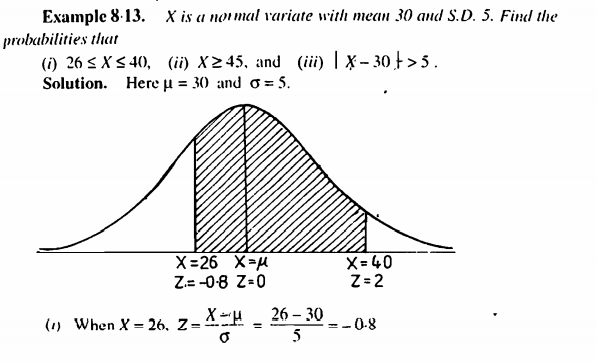 Example 8·13. X is a normal variate with mean 30 and S.D. 5. Find the
probabilities that
(i) 26 ≤ X ≤ 40, (ii) X ≥ 45, and (iii) | X – 30 | > 5.
Solution. Here μ = 30 and σ = 5.
X=26 X=μ X=40
Z=-0·8 Z=0 Z=2
(i) When X = 26, Z = (X – μ)/σ = (26 – 30)/5 = – 0·8